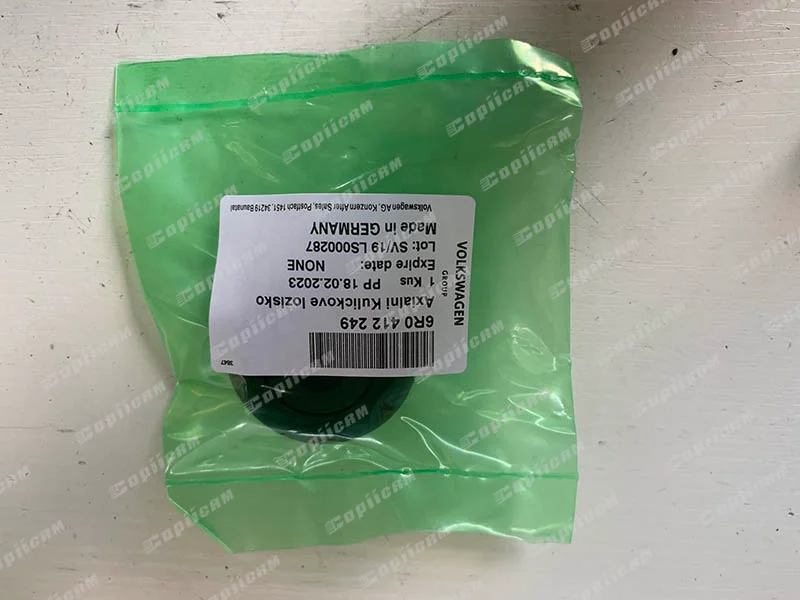 VOLKSWAGEN
GROUP
3847
6R0 412 249
Axialni Kulickove lozisko
1 Kus PP 18.02.2023
Expire date: NONE
Lot: SV/19 LS000287
Made in GERMANY
Volkswagen AG, Konzern After Sales, Postfach 1451, 34219 Baunatal
CopiiCAM